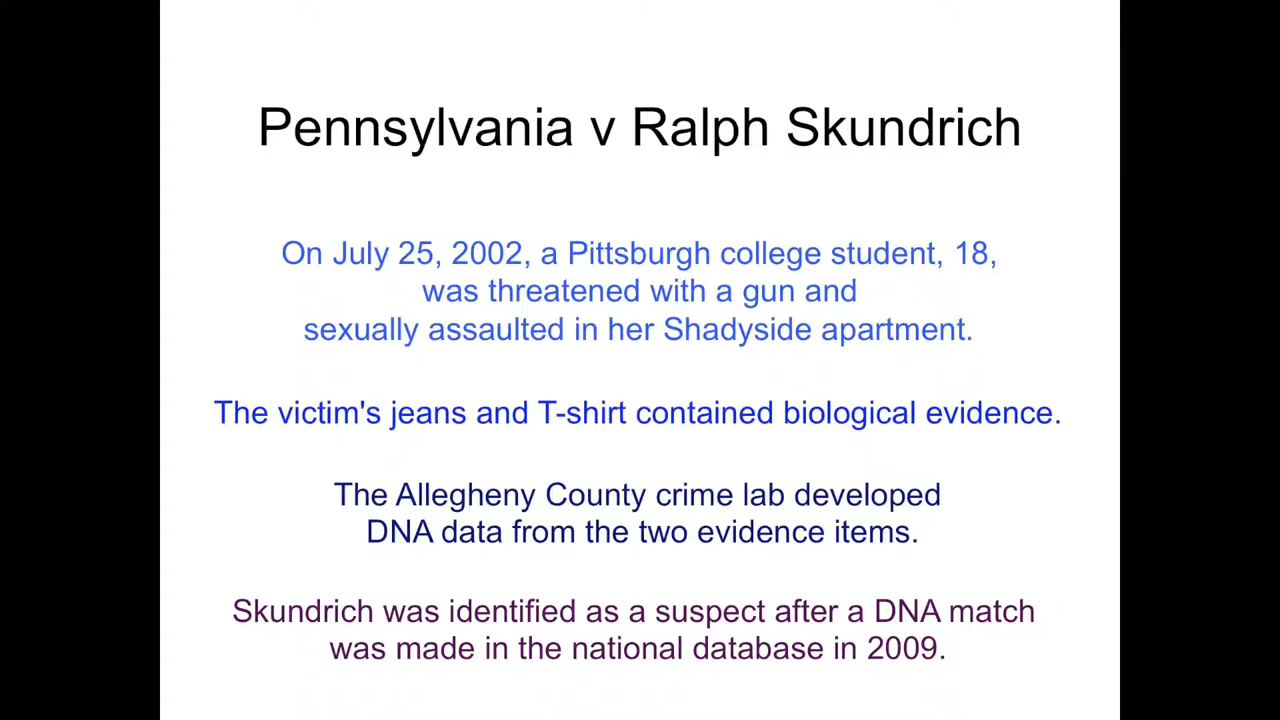 Pennsylvania v Ralph Skundrich
On July 25, 2002, a Pittsburgh college student, 18,
was threatened with a gun and
sexually assaulted in her Shadyside apartment.
The victim's jeans and T-shirt contained biological evidence.
The Allegheny County crime lab developed
DNA data from the two evidence items.
Skundrich was identified as a suspect after a DNA match
was made in the national database in 2009.